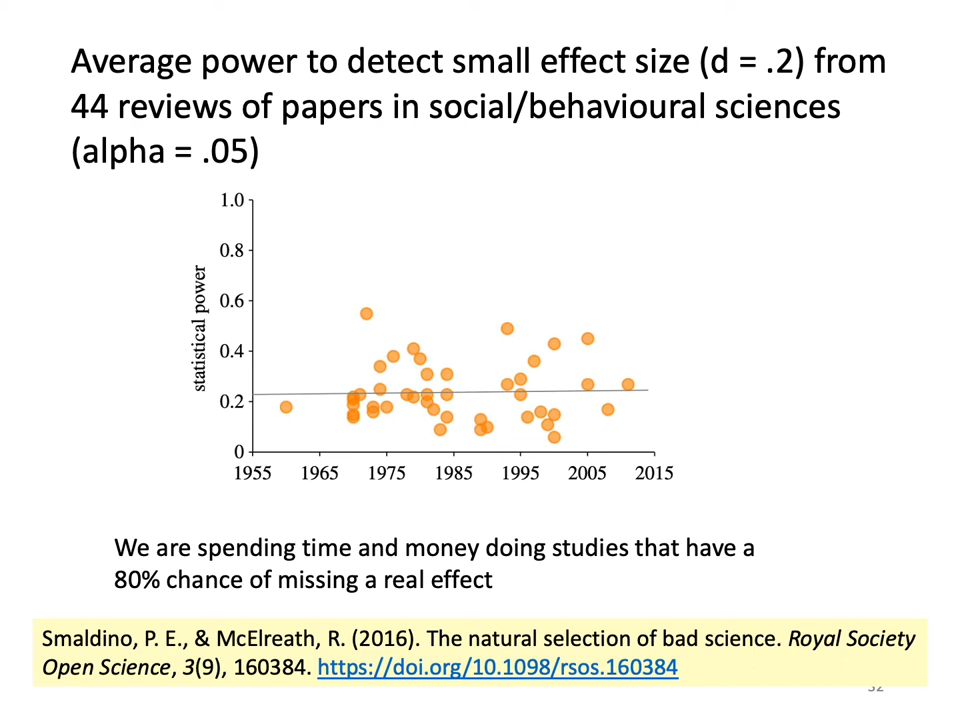 Average power to detect small effect size (d = .2) from
44 reviews of papers in social/behavioural sciences
(alpha = .05)
statistical power
1.0
0.8
0.6
0.4
0.2
0
1955 1965 1975 1985 1995 2005 2015
We are spending time and money doing studies that have a
80% chance of missing a real effect
Smaldino, P. E., & McElreath, R. (2016). The natural selection of bad science. Royal Society
Open Science, 3(9), 160384. https://doi.org/10.1098/rsos.160384